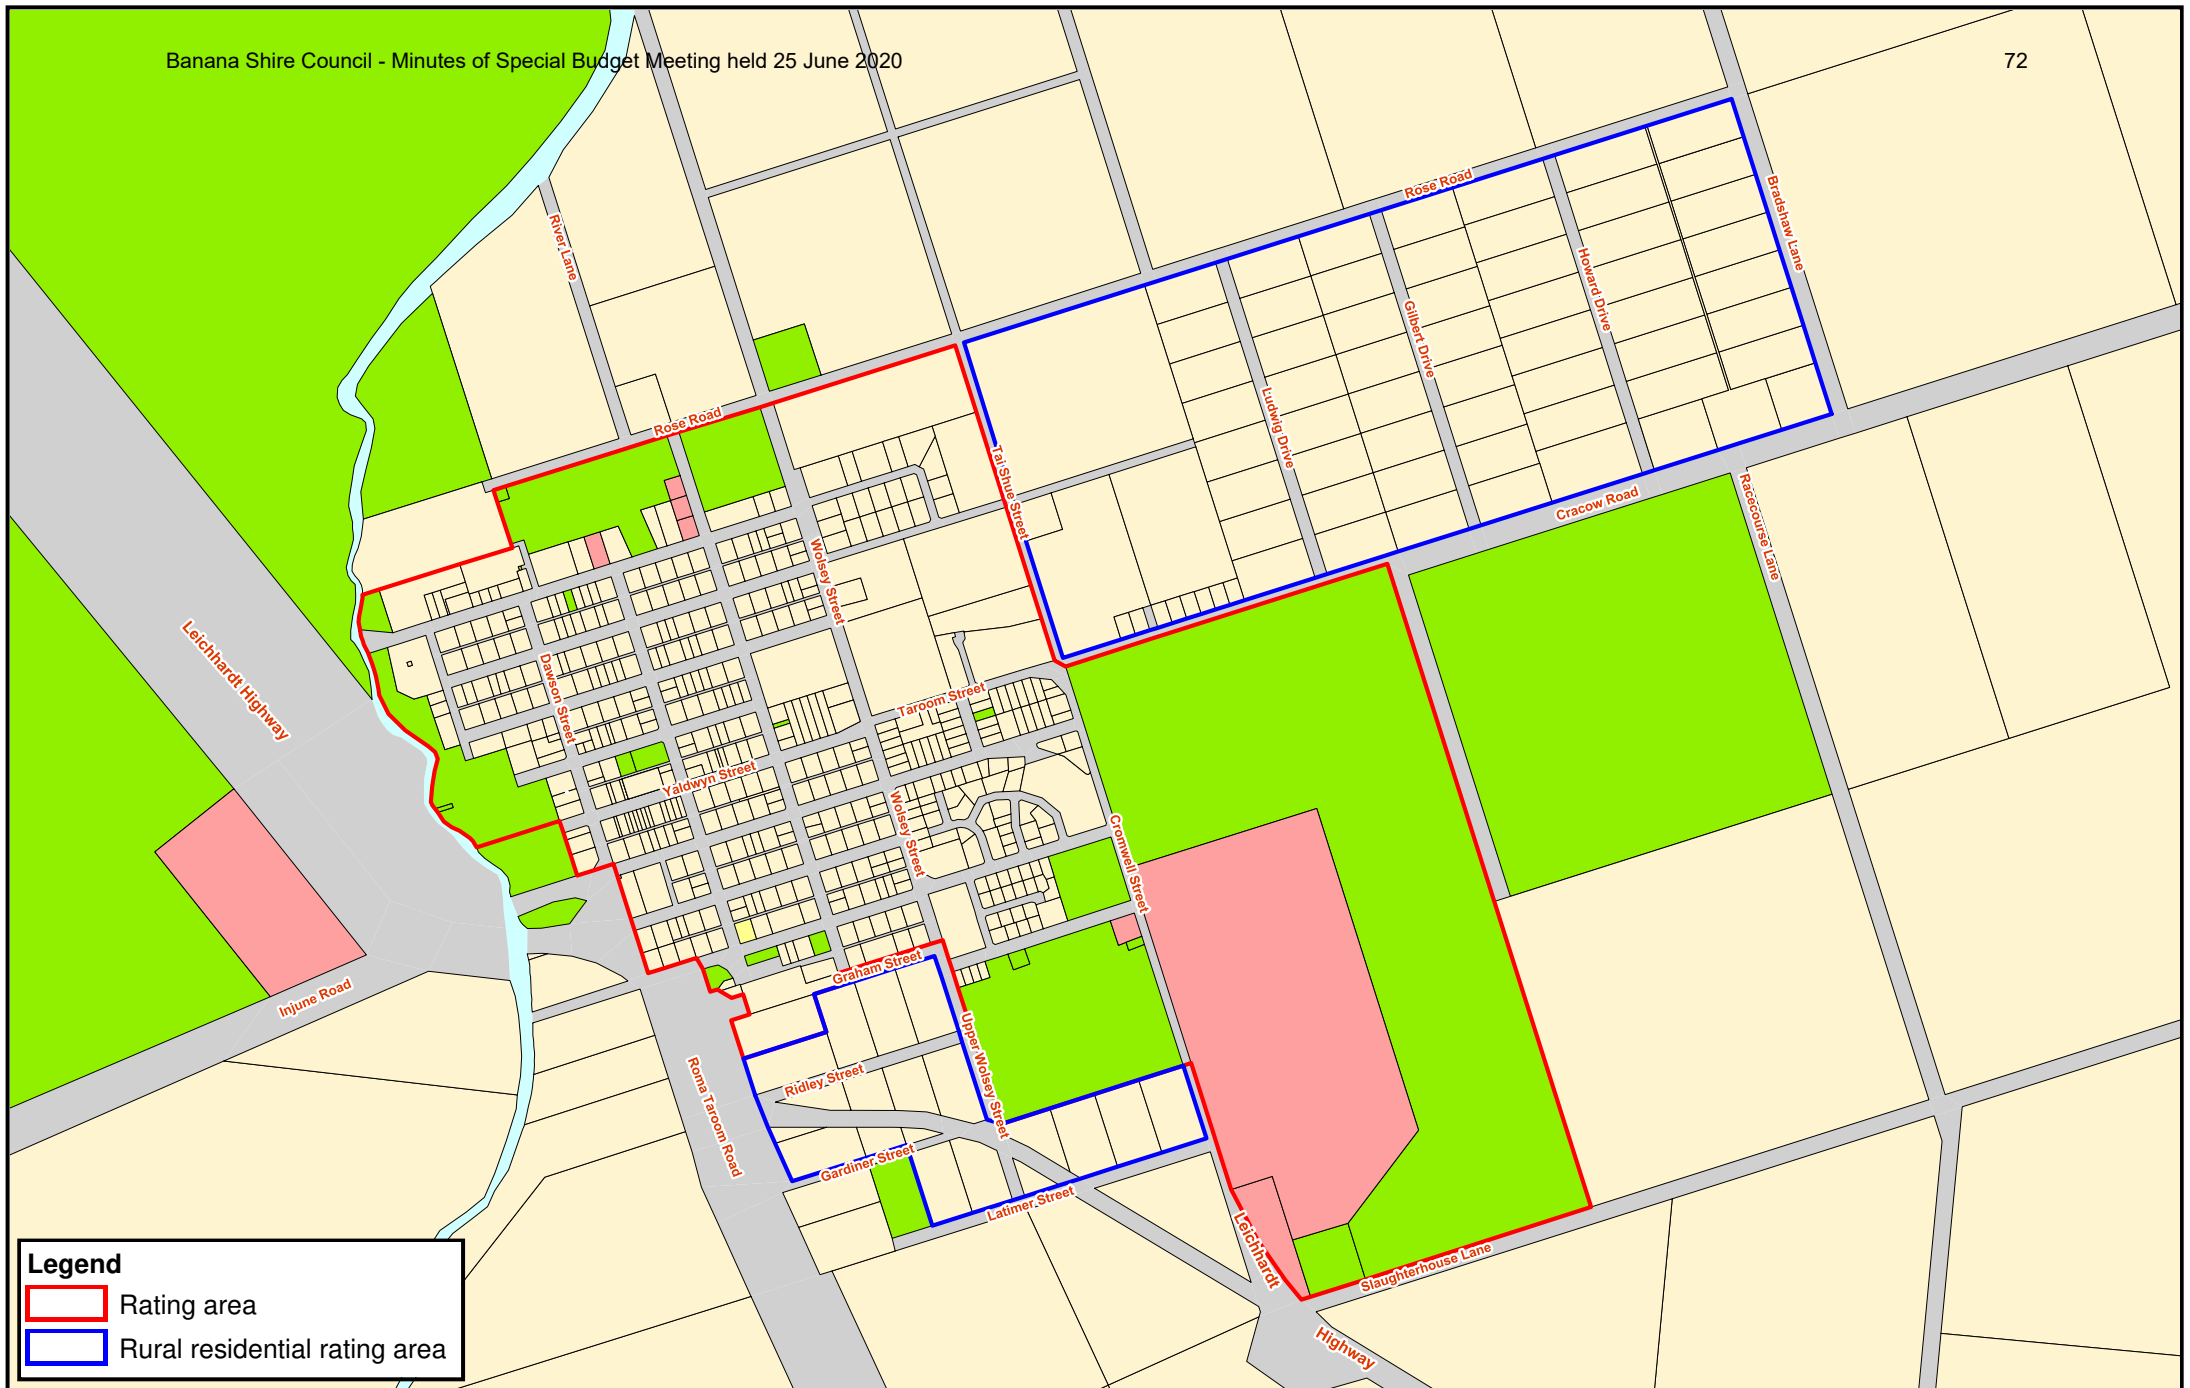 Banana Shire Council - Minutes of Special Budget Meeting held 25 June 2020
72
Rose Road
Bradshaw Lane
River Lane
Howard Drive
Gilbert Drive
Ludwig Drive
Rose Road
Tai Shue Street
Cracow Road
Racecourse Lane
Wolsey Street
Leichhardt Highway
Dawson Street
Taroom Street
Yaldwyn Street
Wolsey Street
Cromwell Street
Graham Street
Injune Road
Upper Wolsey Street
Ridley Street
Roma Taroom Road
Gardiner Street
Latimer Street
Leichhardt
Slaughterhouse Lane
Highway
Legend
Rating area
Rural residential rating area